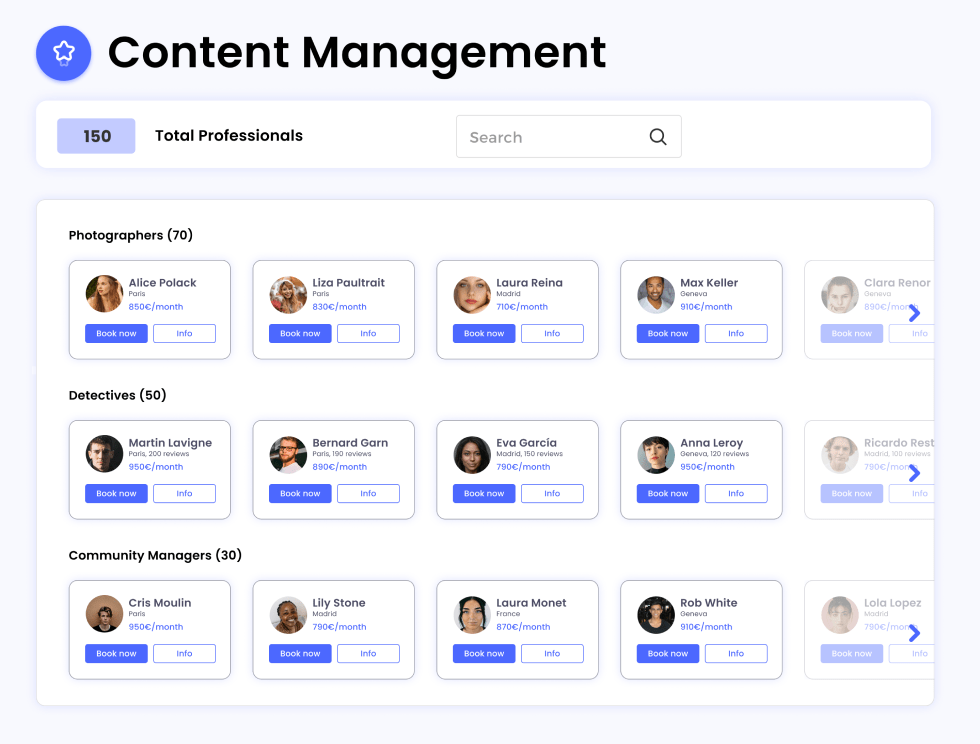 Content Management
150 Total Professionals Search
Photographers (70)
Alice Polack
Paris
850€/month
Book now Info
Liza Paultrait
Paris
830€/month
Book now Info
Laura Reina
Madrid
710€/month
Book now Info
Max Keller
Geneva
910€/month
Book now Info
Clara Renor
Geneva
890€/month
Book now Info
Detectives (50)
Martin Lavigne
Paris, 200 reviews
950€/month
Book now Info
Bernard Garn
Paris, 190 reviews
890€/month
Book now Info
Eva García
Madrid, 150 reviews
790€/month
Book now Info
Anna Leroy
Geneva, 120 reviews
950€/month
Book now Info
Ricardo Rest
Madrid, 100 reviews
790€/month
Book now Info
Community Managers (30)
Cris Moulin
Paris
950€/month
Book now Info
Lily Stone
Madrid
790€/month
Book now Info
Laura Monet
France
870€/month
Book now Info
Rob White
Geneva
910€/month
Book now Info
Lola Lopez
Madrid
790€/month
Book now Info